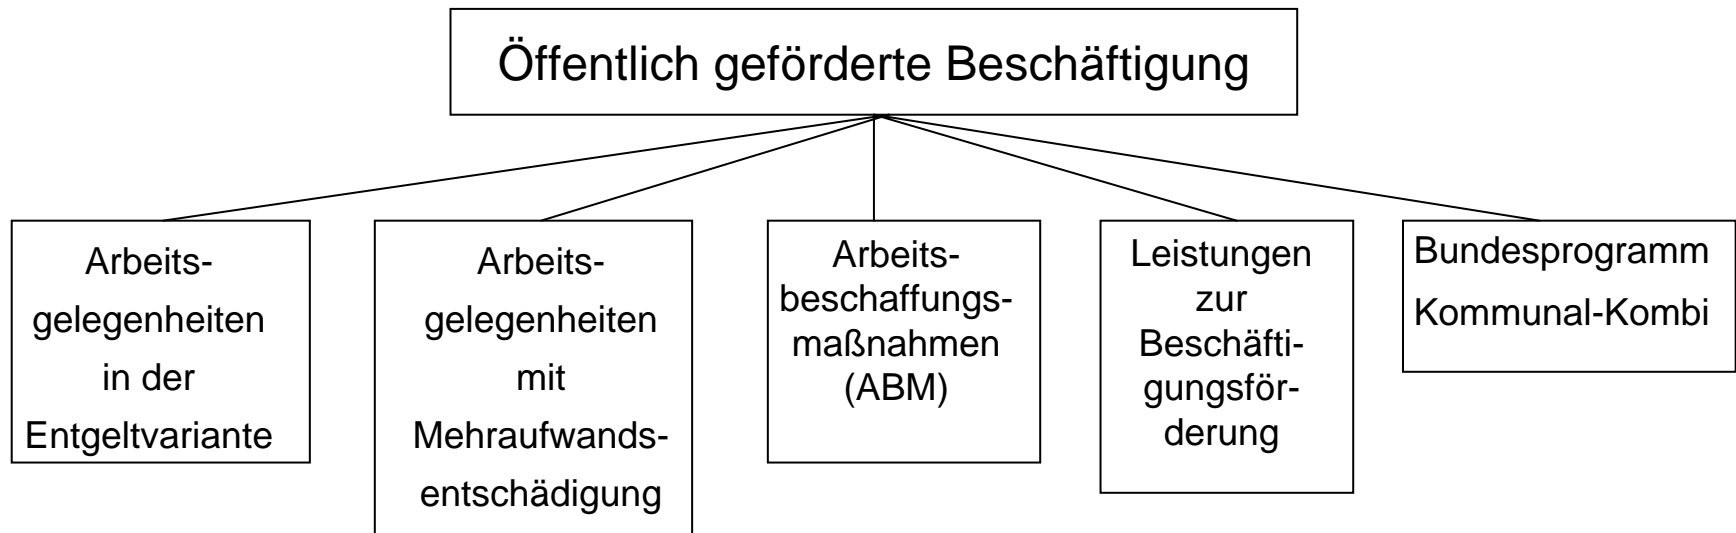 Öffentlich geförderte Beschäftigung
Arbeits-
gelegenheiten
in der
Entgeltvariante
Arbeits-
gelegenheiten
mit
Mehraufwands-
entschädigung
Arbeits-
beschaffungs-
maßnahmen
(ABM)
Leistungen
zur
Beschäfti-
gungsför-
derung
Bundesprogramm
Kommunal-Kombi